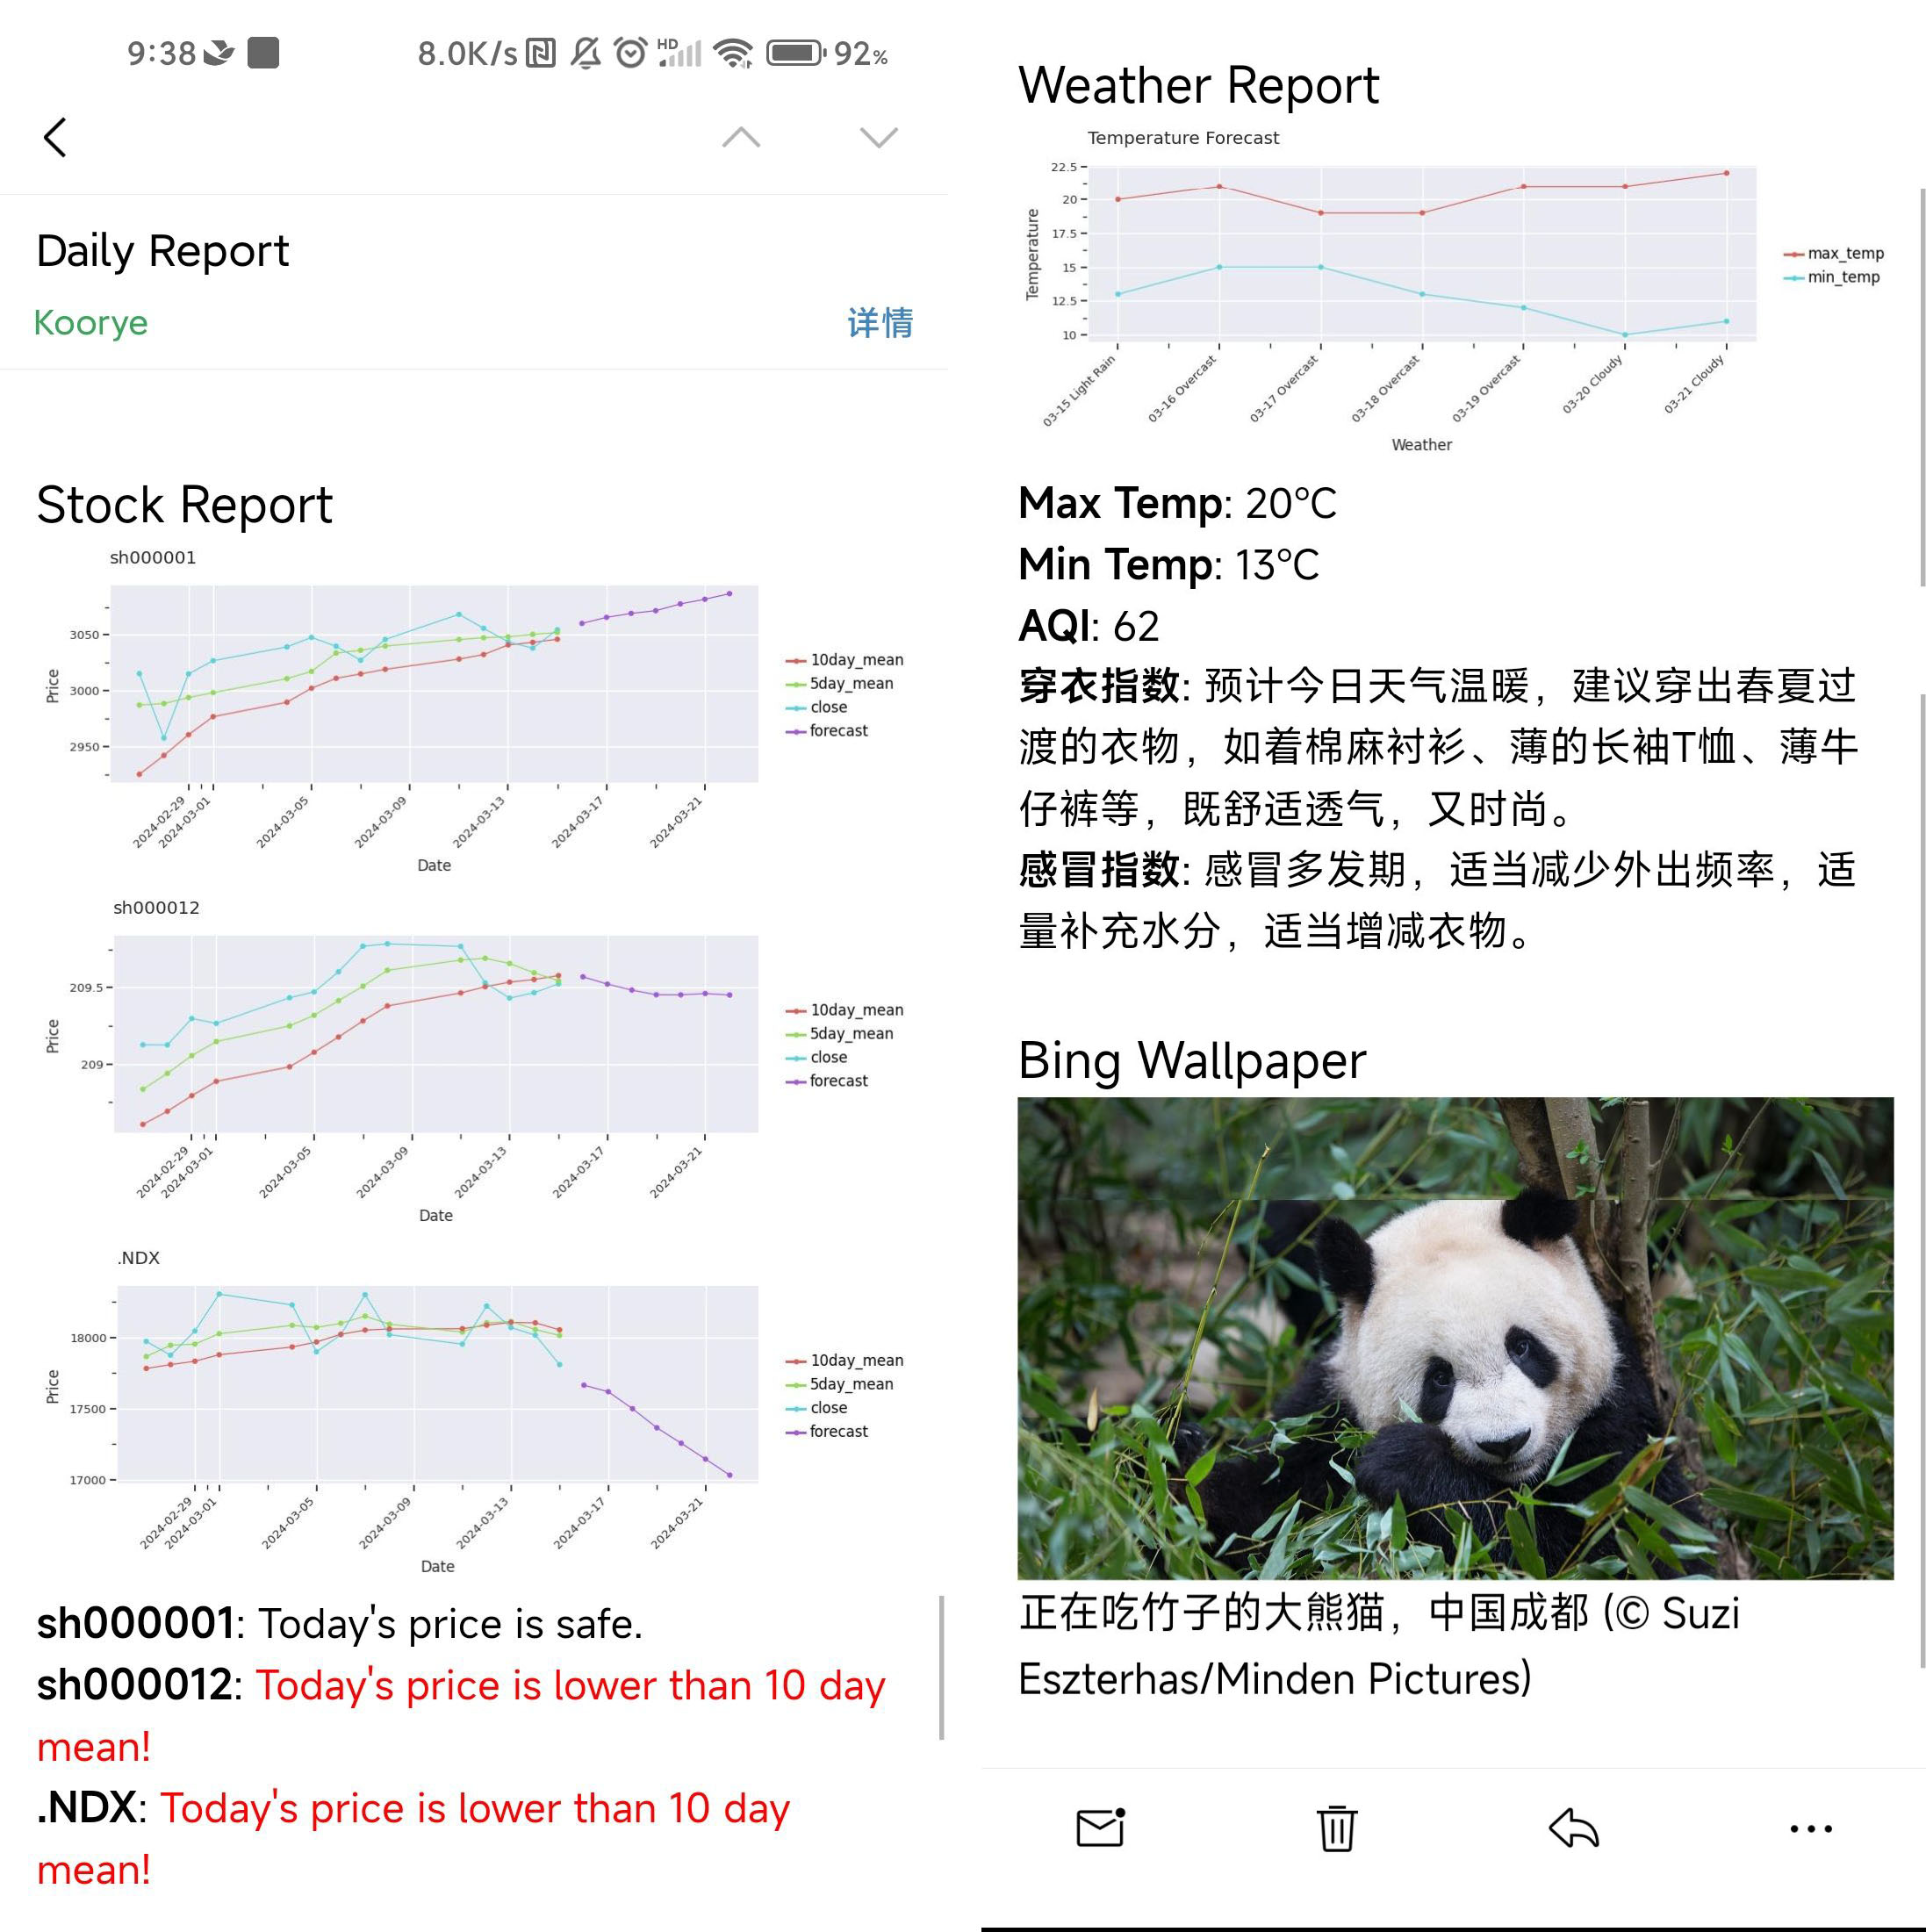 9:38
8.0K/s HD 92%
Daily Report
Koorye
详情
Stock Report
sh000001
3050
3000
2950
Price
2024-02-29
2024-03-01
2024-03-05
2024-03-09
2024-03-13
2024-03-17
2024-03-21
Date
10day_mean
5day_mean
close
forecast
sh000012
209.5
209
Price
2024-02-29
2024-03-01
2024-03-05
2024-03-09
2024-03-13
2024-03-17
2024-03-21
Date
10day_mean
5day_mean
close
forecast
.NDX
18000
17500
17000
Price
2024-02-29
2024-03-01
2024-03-05
2024-03-09
2024-03-13
2024-03-17
2024-03-21
Date
10day_mean
5day_mean
close
forecast
sh000001: Today's price is safe.
sh000012: Today's price is lower than 10 day
mean!
.NDX: Today's price is lower than 10 day
mean!
Weather Report
Temperature Forecast
22.5
20
17.5
15
12.5
10
Temperature
03-15 Light Rain
03-16 Overcast
03-17 Overcast
03-18 Overcast
03-19 Overcast
03-20 Cloudy
03-21 Cloudy
Weather
max_temp
min_temp
Max Temp: 20°C
Min Temp: 13°C
AQI: 62
穿衣指数: 预计今日天气温暖，建议穿出春夏过
渡的衣物，如着棉麻衬衫、薄的长袖T恤、薄牛
仔裤等，既舒适透气，又时尚。
感冒指数: 感冒多发期，适当减少外出频率，适
量补充水分，适当增减衣物。
Bing Wallpaper
正在吃竹子的大熊猫，中国成都 (© Suzi
Eszterhas/Minden Pictures)